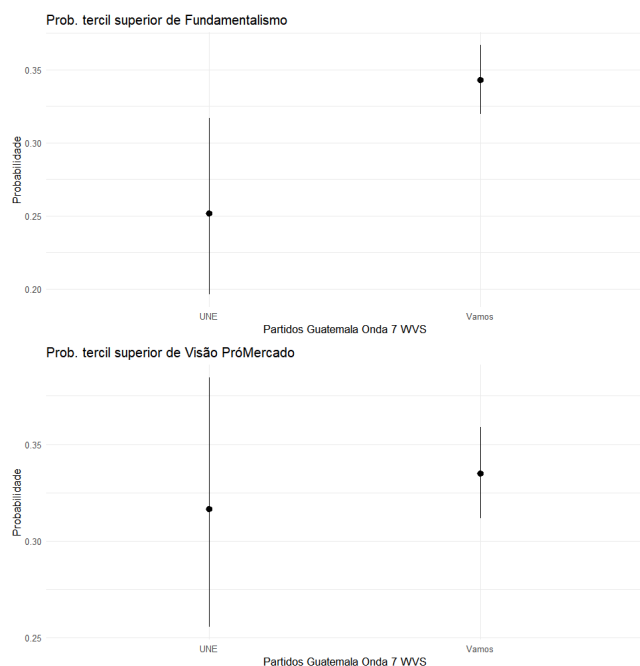 Prob. tercil superior de Fundamentalismo
Probabilidade
0.35
0.30
0.25
0.20
UNE
Vamos
Partidos Guatemala Onda 7 WVS
Prob. tercil superior de Visão PróMercado
Probabilidade
0.35
0.30
0.25
UNE
Vamos
Partidos Guatemala Onda 7 WVS